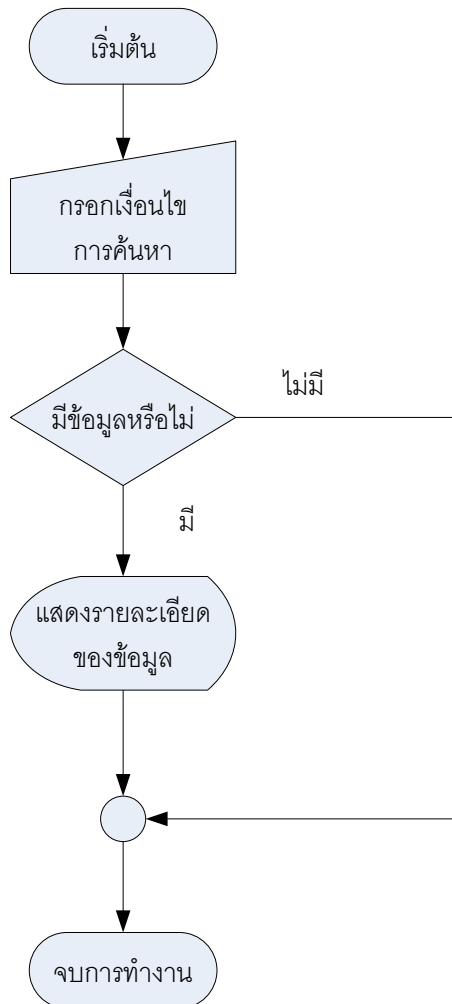 เริ่มต้น
กรอกเงื่อนไข
การค้นหา
มีข้อมูลหรือไม่
ไม่มี
มี
แสดงรายละเอียด
ของข้อมูล
จบการทำงาน